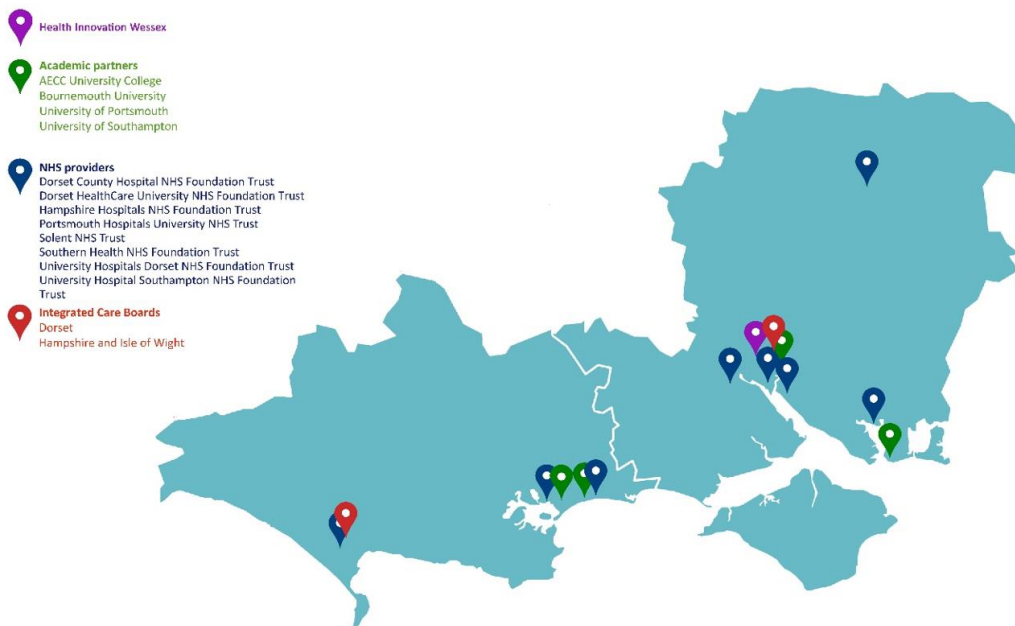 Health Innovation Wessex
Academic partners
AECC University College
Bournemouth University
University of Portsmouth
University of Southampton
NHS providers
Dorset County Hospital NHS Foundation Trust
Dorset HealthCare University NHS Foundation Trust
Hampshire Hospitals NHS Foundation Trust
Portsmouth Hospitals University NHS Trust
Solent NHS Trust
Southern Health NHS Foundation Trust
University Hospitals Dorset NHS Foundation Trust
University Hospital Southampton NHS Foundation
Trust
Integrated Care Boards
Dorset
Hampshire and Isle of Wight